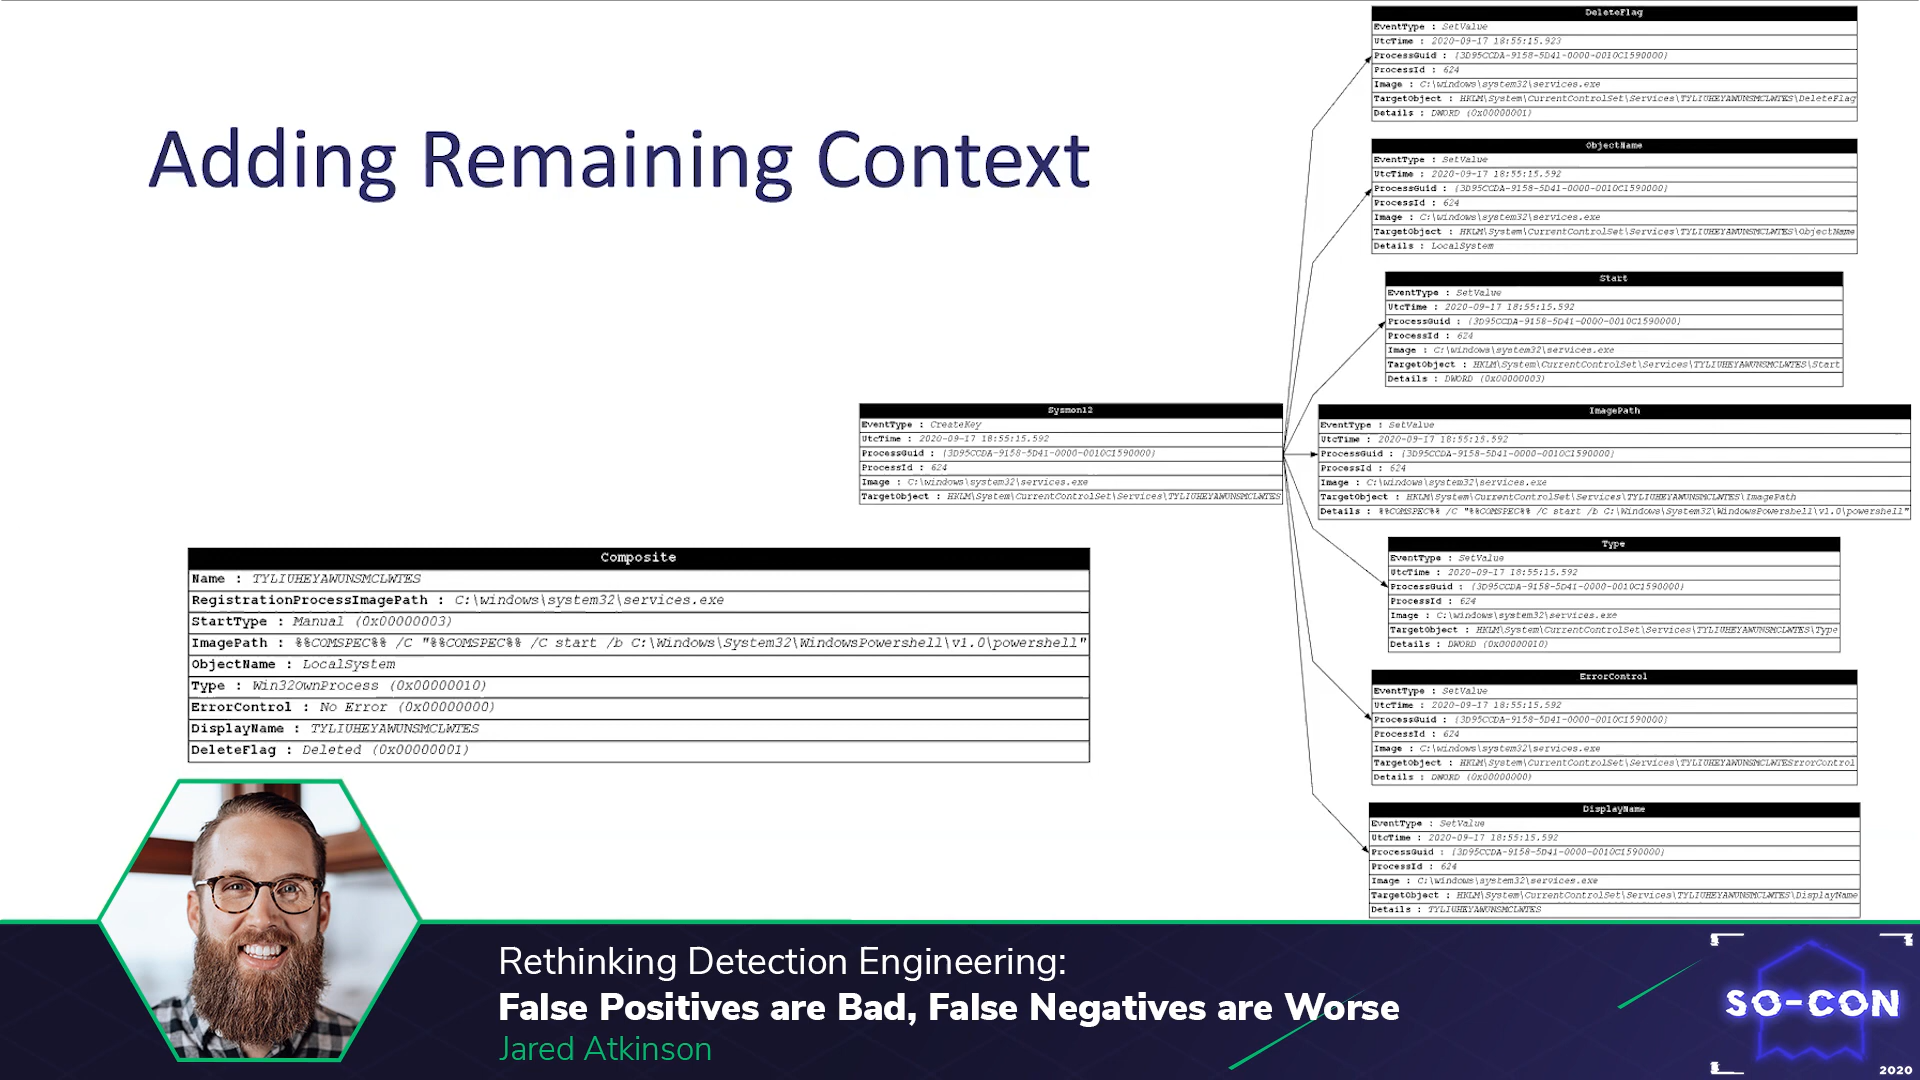 Adding Remaining Context
DeleteFlag
EventType : SetValue
UtcTime : 2020-09-17 18:55:15.923
ProcessGuid : {3D95CCDA-9158-5D41-0000-0010C1590000}
ProcessId : 624
Image : C:\windows\system32\services.exe
TargetObject : HKLM\System\CurrentControlSet\Services\TYLIUHEYAWUNSMCLWTES\DeleteFlag
Details : DWORD (0x00000001)
ObjectName
EventType : SetValue
UtcTime : 2020-09-17 18:55:15.592
ProcessGuid : {3D95CCDA-9158-5D41-0000-0010C1590000}
ProcessId : 624
Image : C:\windows\system32\services.exe
TargetObject : HKLM\System\CurrentControlSet\Services\TYLIUHEYAWUNSMCLWTES\ObjectName
Details : LocalSystem
Start
EventType : SetValue
UtcTime : 2020-09-17 18:55:15.592
ProcessGuid : {3D95CCDA-9158-5D41-0000-0010C1590000}
ProcessId : 624
Image : C:\windows\system32\services.exe
TargetObject : HKLM\System\CurrentControlSet\Services\TYLIUHEYAWUNSMCLWTES\Start
Details : DWORD (0x00000003)
Sysmon12
EventType : CreateKey
UtcTime : 2020-09-17 18:55:15.592
ProcessGuid : {3D95CCDA-9158-5D41-0000-0010C1590000}
ProcessId : 624
Image : C:\windows\system32\services.exe
TargetObject : HKLM\System\CurrentControlSet\Services\TYLIUHEYAWUNSMCLWTES
ImagePath
EventType : SetValue
UtcTime : 2020-09-17 18:55:15.592
ProcessGuid : {3D95CCDA-9158-5D41-0000-0010C1590000}
ProcessId : 624
Image : C:\windows\system32\services.exe
TargetObject : HKLM\System\CurrentControlSet\Services\TYLIUHEYAWUNSMCLWTES\ImagePath
Details : %%COMSPEC%% /C "%%COMSPEC%% /C start /b C:\Windows\System32\WindowsPowershell\v1.0\powershell"
Type
EventType : SetValue
UtcTime : 2020-09-17 18:55:15.592
ProcessGuid : {3D95CCDA-9158-5D41-0000-0010C1590000}
ProcessId : 624
Image : C:\windows\system32\services.exe
TargetObject : HKLM\System\CurrentControlSet\Services\TYLIUHEYAWUNSMCLWTES\Type
Details : DWORD (0x00000010)
ErrorControl
EventType : SetValue
UtcTime : 2020-09-17 18:55:15.592
ProcessGuid : {3D95CCDA-9158-5D41-0000-0010C1590000}
ProcessId : 624
Image : C:\windows\system32\services.exe
TargetObject : HKLM\System\CurrentControlSet\Services\TYLIUHEYAWUNSMCLWTESrrorControl
Details : DWORD (0x00000000)
DisplayName
EventType : SetValue
UtcTime : 2020-09-17 18:55:15.592
ProcessGuid : {3D95CCDA-9158-5D41-0000-0010C1590000}
ProcessId : 624
Image : C:\windows\system32\services.exe
TargetObject : HKLM\System\CurrentControlSet\Services\TYLIUHEYAWUNSMCLWTES\DisplayName
Details : TYLIUHEYAWUNSMCLWTES
Composite
Name : TYLIUHEYAWUNSMCLWTES
RegistrationProcessImagePath : C:\windows\system32\services.exe
StartType : Manual (0x00000003)
ImagePath : %%COMSPEC%% /C "%%COMSPEC%% /C start /b C:\Windows\System32\WindowsPowershell\v1.0\powershell"
ObjectName : LocalSystem
Type : Win32OwnProcess (0x00000010)
ErrorControl : No Error (0x00000000)
DisplayName : TYLIUHEYAWUNSMCLWTES
DeleteFlag : Deleted (0x00000001)
Rethinking Detection Engineering:
False Positives are Bad, False Negatives are Worse
Jared Atkinson
SO-CON
2020